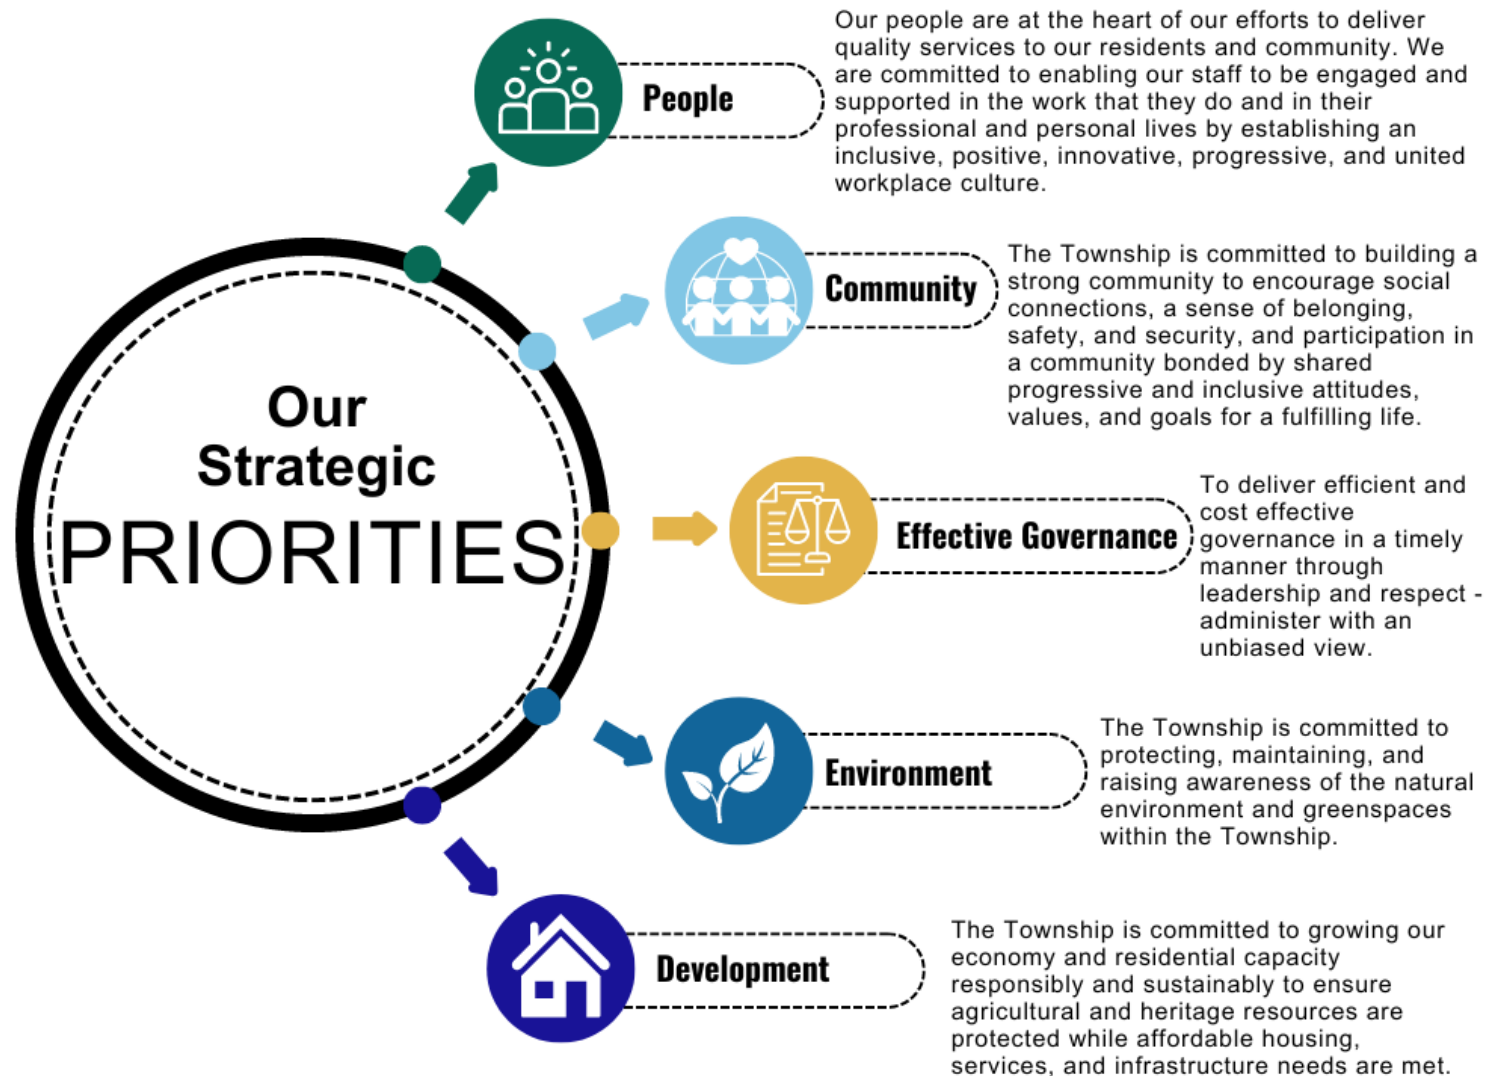 Our
Strategic
PRIORITIES
People
Our people are at the heart of our efforts to deliver
quality services to our residents and community. We
are committed to enabling our staff to be engaged and
supported in the work that they do and in their
professional and personal lives by establishing an
inclusive, positive, innovative, progressive, and united
workplace culture.
Community
The Township is committed to building a
strong community to encourage social
connections, a sense of belonging,
safety, and security, and participation in
a community bonded by shared
progressive and inclusive attitudes,
values, and goals for a fulfilling life.
Effective Governance
To deliver efficient and
cost effective
governance in a timely
manner through
leadership and respect -
administer with an
unbiased view.
Environment
The Township is committed to
protecting, maintaining, and
raising awareness of the natural
environment and greenspaces
within the Township.
Development
The Township is committed to growing our
economy and residential capacity
responsibly and sustainably to ensure
agricultural and heritage resources are
protected while affordable housing,
services, and infrastructure needs are met.